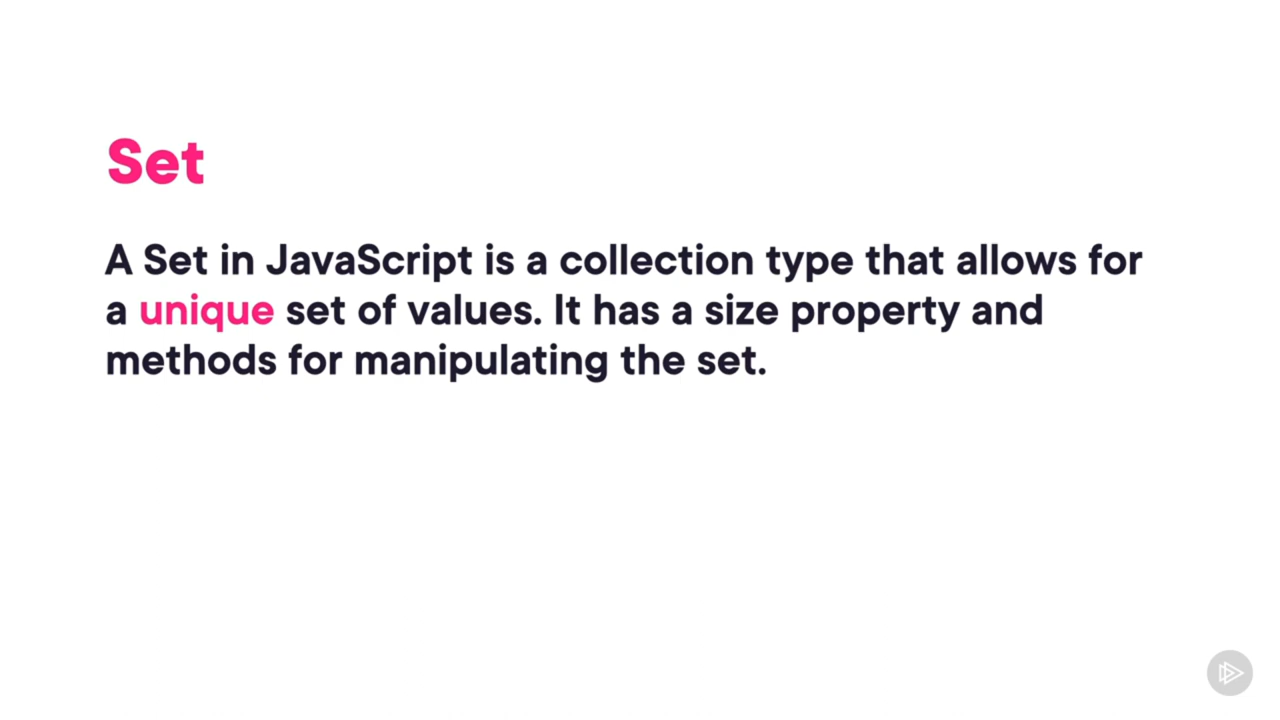 Set
A Set in JavaScript is a collection type that allows for
a unique set of values. It has a size property and
methods for manipulating the set.